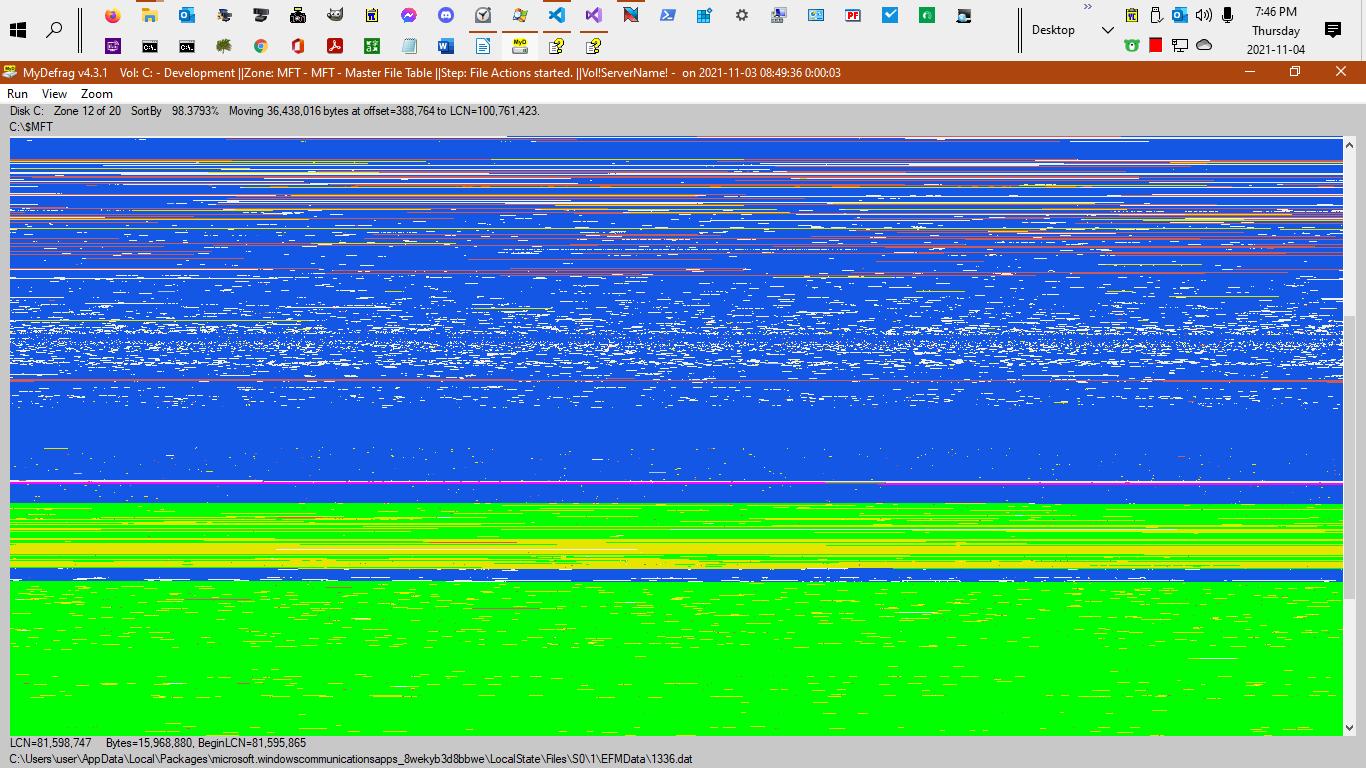 7:46 PM
Desktop
Thursday
2021-11-04
MyDefrag v4.3.1 Vol: C: - Development ||Zone: MFT - MFT - Master File Table ||Step: File Actions started. ||Vol!ServerName! - on 2021-11-03 08:49:36 0:00:03
Run View Zoom
Disk C: Zone 12 of 20 SortBy 98.3793% Moving 36,438,016 bytes at offset=388,764 to LCN=100,761,423.
C:\$MFT
LCN=81,598,747 Bytes=15,968,880, BeginLCN=81,595,865
C:\Users\user\AppData\Local\Packages\microsoft.windowscommunicationsapps_8wekyb3d8bbwe\LocalState\Files\S0\1\EFMData\1336.dat